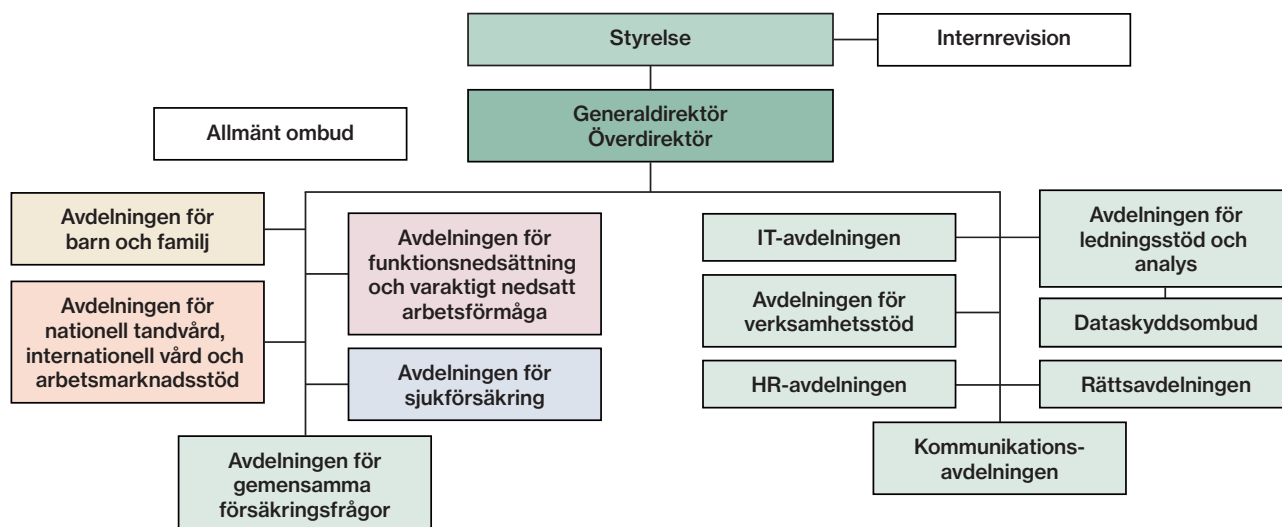 Styrelse
Internrevision
Generaldirektör
Överdirektör
Allmänt ombud
Avdelningen för
barn och familj
Avdelningen för
funktionsnedsättning
och varaktigt nedsatt
arbetsförmåga
Avdelningen för
nationell tandvård,
internationell vård och
arbetsmarknadsstöd
Avdelningen för
sjukförsäkring
Avdelningen för
gemensamma
försäkringsfrågor
IT-avdelningen
Avdelningen för
ledningsstöd och
analys
Avdelningen för
verksamhetsstöd
Dataskyddsombud
HR-avdelningen
Rättsavdelningen
Kommunikations-
avdelningen